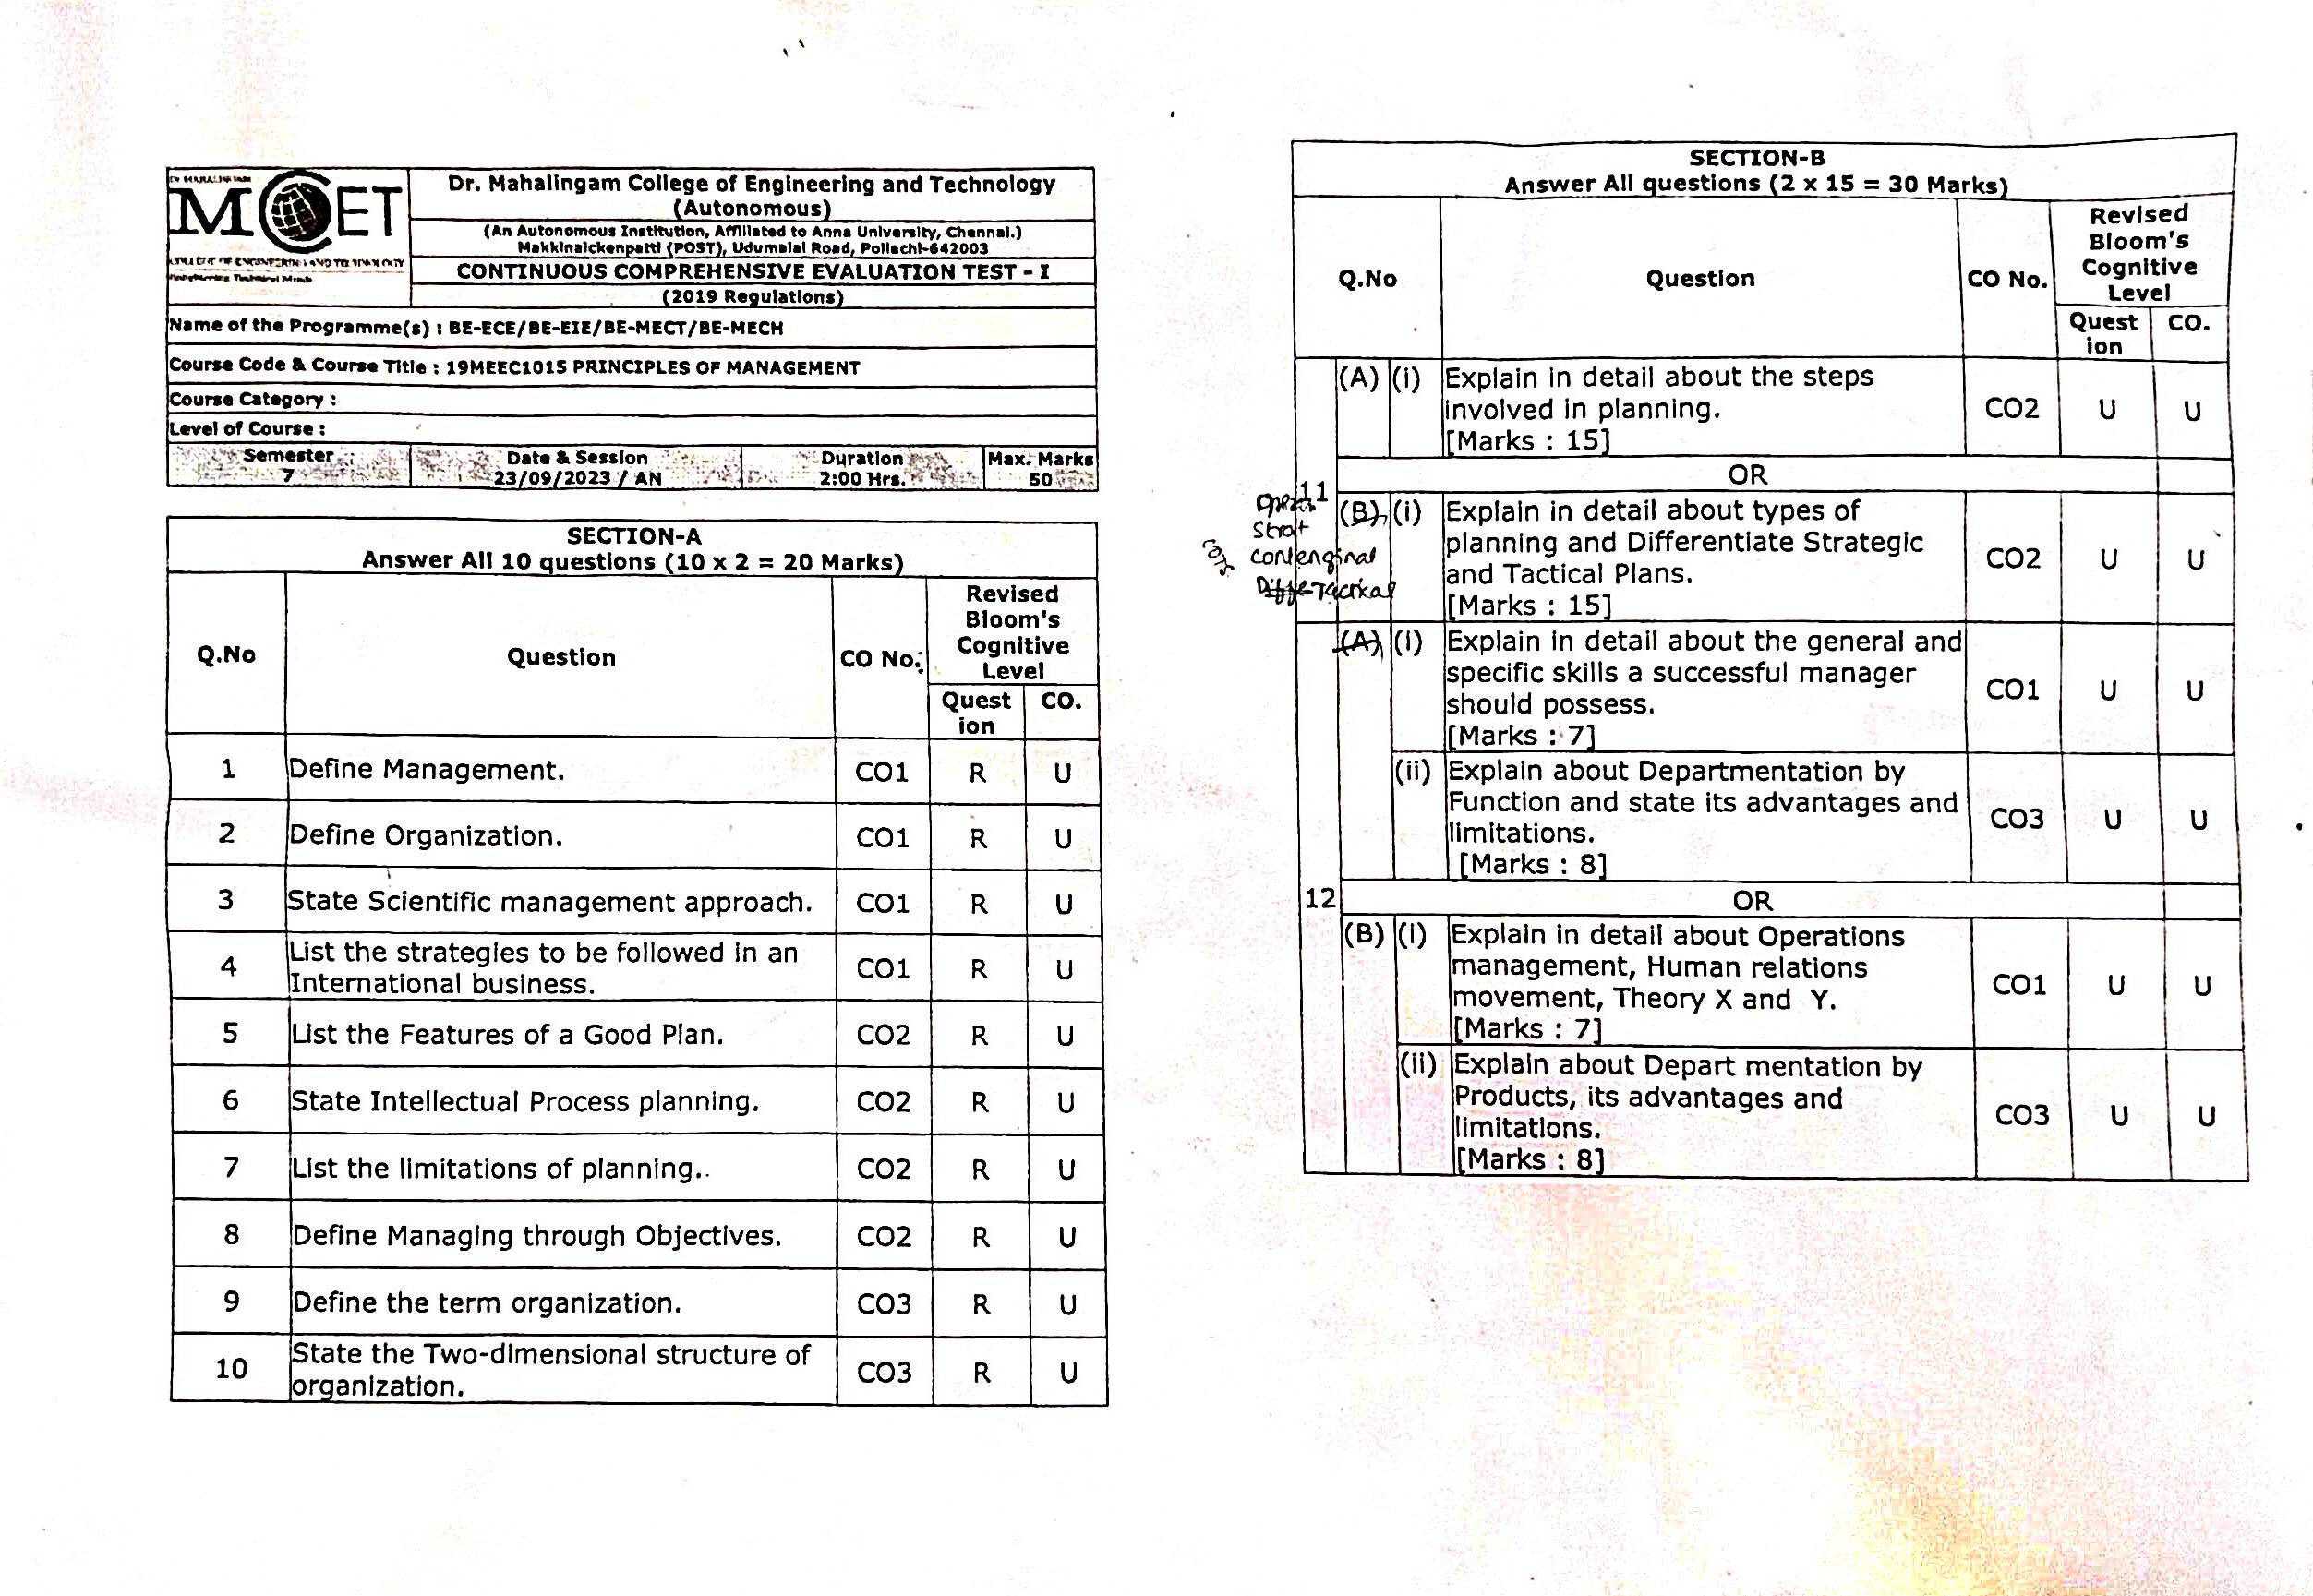 MCET
COLLEGE OF ENGINEERING AND TECHNOLOGY
Enlightening Technical Minds
Dr. Mahalingam College of Engineering and Technology
(Autonomous)
(An Autonomous Institution, Affiliated to Anna University, Chennai.)
Makkinaickenpatti (POST), Udumalai Road, Pollachi-642003
CONTINUOUS COMPREHENSIVE EVALUATION TEST - I
(2019 Regulations)
Name of the Programme(s) : BE-ECE/BE-EIE/BE-MECT/BE-MECH
Course Code & Course Title : 19MEEC1015 PRINCIPLES OF MANAGEMENT
Course Category :
Level of Course :
Semester Date & Session Duration Max. Marks
7 23/09/2023 / AN 2:00 Hrs. 50
SECTION-A
Answer All 10 questions (10 x 2 = 20 Marks)
Revised
Bloom's
Cognitive
Level
Q.No Question CO No.
Quest CO.
ion
1 Define Management. CO1 R U
2 Define Organization. CO1 R U
3 State Scientific management approach. CO1 R U
4 List the strategies to be followed in an
International business. CO1 R U
5 List the Features of a Good Plan. CO2 R U
6 State Intellectual Process planning. CO2 R U
7 List the limitations of planning.. CO2 R U
8 Define Managing through Objectives. CO2 R U
9 Define the term organization. CO3 R U
10 State the Two-dimensional structure of
organization. CO3 R U
SECTION-B
Answer All questions (2 x 15 = 30 Marks)
Revised
Bloom's
Cognitive
Level
Q.No Question CO No.
Quest CO.
ion
(A) (i) Explain in detail about the steps
involved in planning. CO2 U U
[Marks : 15]
OR
11
(B) (i) Explain in detail about types of
planning and Differentiate Strategic
and Tactical Plans. CO2 U U
[Marks : 15]
Strat
Tactical
(A) (i) Explain in detail about the general and
specific skills a successful manager
should possess. CO1 U U
[Marks : 7]
(ii) Explain about Departmentation by
Function and state its advantages and
limitations. CO3 U U
[Marks : 8]
12 OR
(B) (i) Explain in detail about Operations
management, Human relations
movement, Theory X and Y. CO1 U U
[Marks : 7]
(ii) Explain about Depart mentation by
Products, its advantages and
limitations. CO3 U U
[Marks : 8]